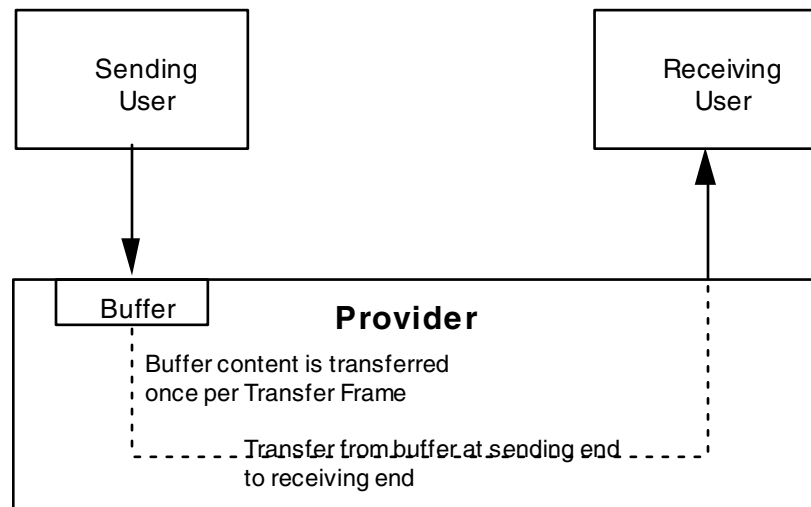 Sending
User
Receiving
User
Buffer
Provider
Buffer content is transferred
once per Transfer Frame
Transfer from buffer at sending end
to receiving end